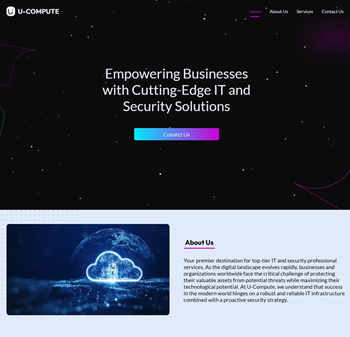 U-COMPUTE
Home
About Us
Services
Contact Us
Empowering Businesses
with Cutting-Edge IT and
Security Solutions
Conatct Us
About Us
Your premier destination for top-tier IT and security professional
services. As the digital landscape evolves rapidly, businesses and
organizations worldwide face the critical challenge of protecting
their valuable assets from potential threats while maximizing their
technological potential. At U-Compute, we understand that success
in the modern world hinges on a robust and reliable IT infrastructure
combined with a proactive security strategy.